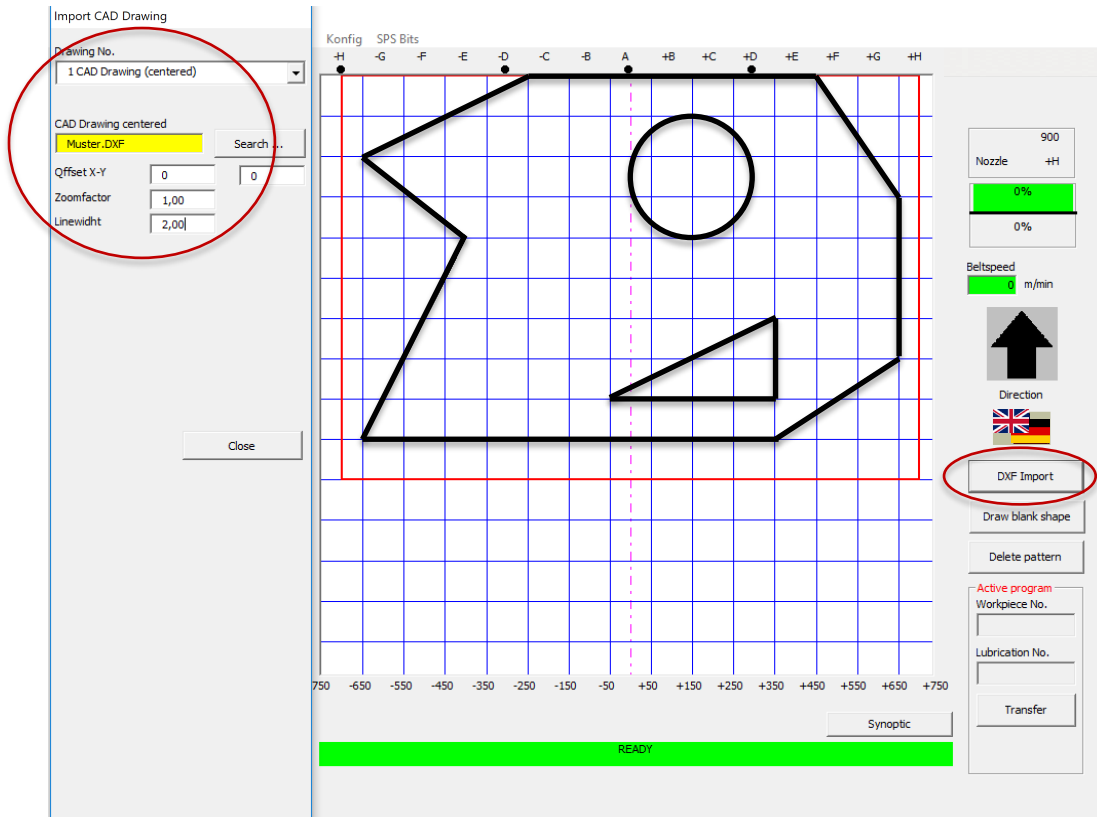 Import CAD Drawing
Drawing No.
1 CAD Drawing (centered)
CAD Drawing centered
Muster.DXF
Search ...
Offset X-Y 0 0
Zoomfactor 1,00
Linewidht 2,00
Close
Konfig SPS Bits
-H -G -F -E -D -C -B A +B +C +D +E +F +G +H
750 -650 -550 -450 -350 -250 -150 -50 +50 +150 +250 +350 +450 +550 +650 +750
Synoptic
READY
900
Nozzle +H
0%
0%
Beltspeed
0 m/min
Direction
DXF Import
Draw blank shape
Delete pattern
Active program
Workpiece No.
Lubrication No.
Transfer